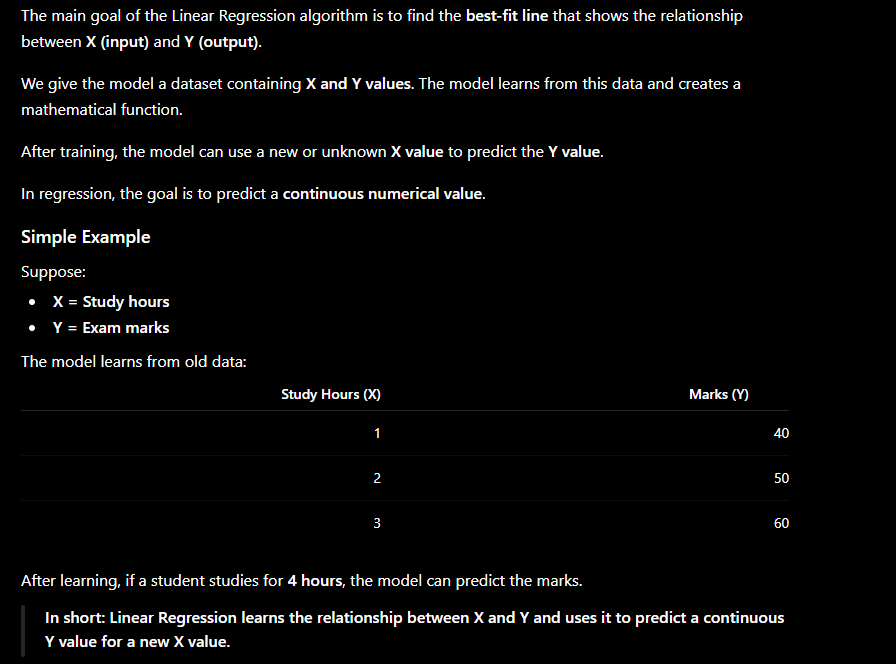 The main goal of the Linear Regression algorithm is to find the best-fit line that shows the relationship
between X (input) and Y (output).
We give the model a dataset containing X and Y values. The model learns from this data and creates a
mathematical function.
After training, the model can use a new or unknown X value to predict the Y value.
In regression, the goal is to predict a continuous numerical value.
Simple Example
Suppose:
• X = Study hours
• Y = Exam marks
The model learns from old data:
Study Hours (X) Marks (Y)
1 40
2 50
3 60
After learning, if a student studies for 4 hours, the model can predict the marks.
In short: Linear Regression learns the relationship between X and Y and uses it to predict a continuous
Y value for a new X value.